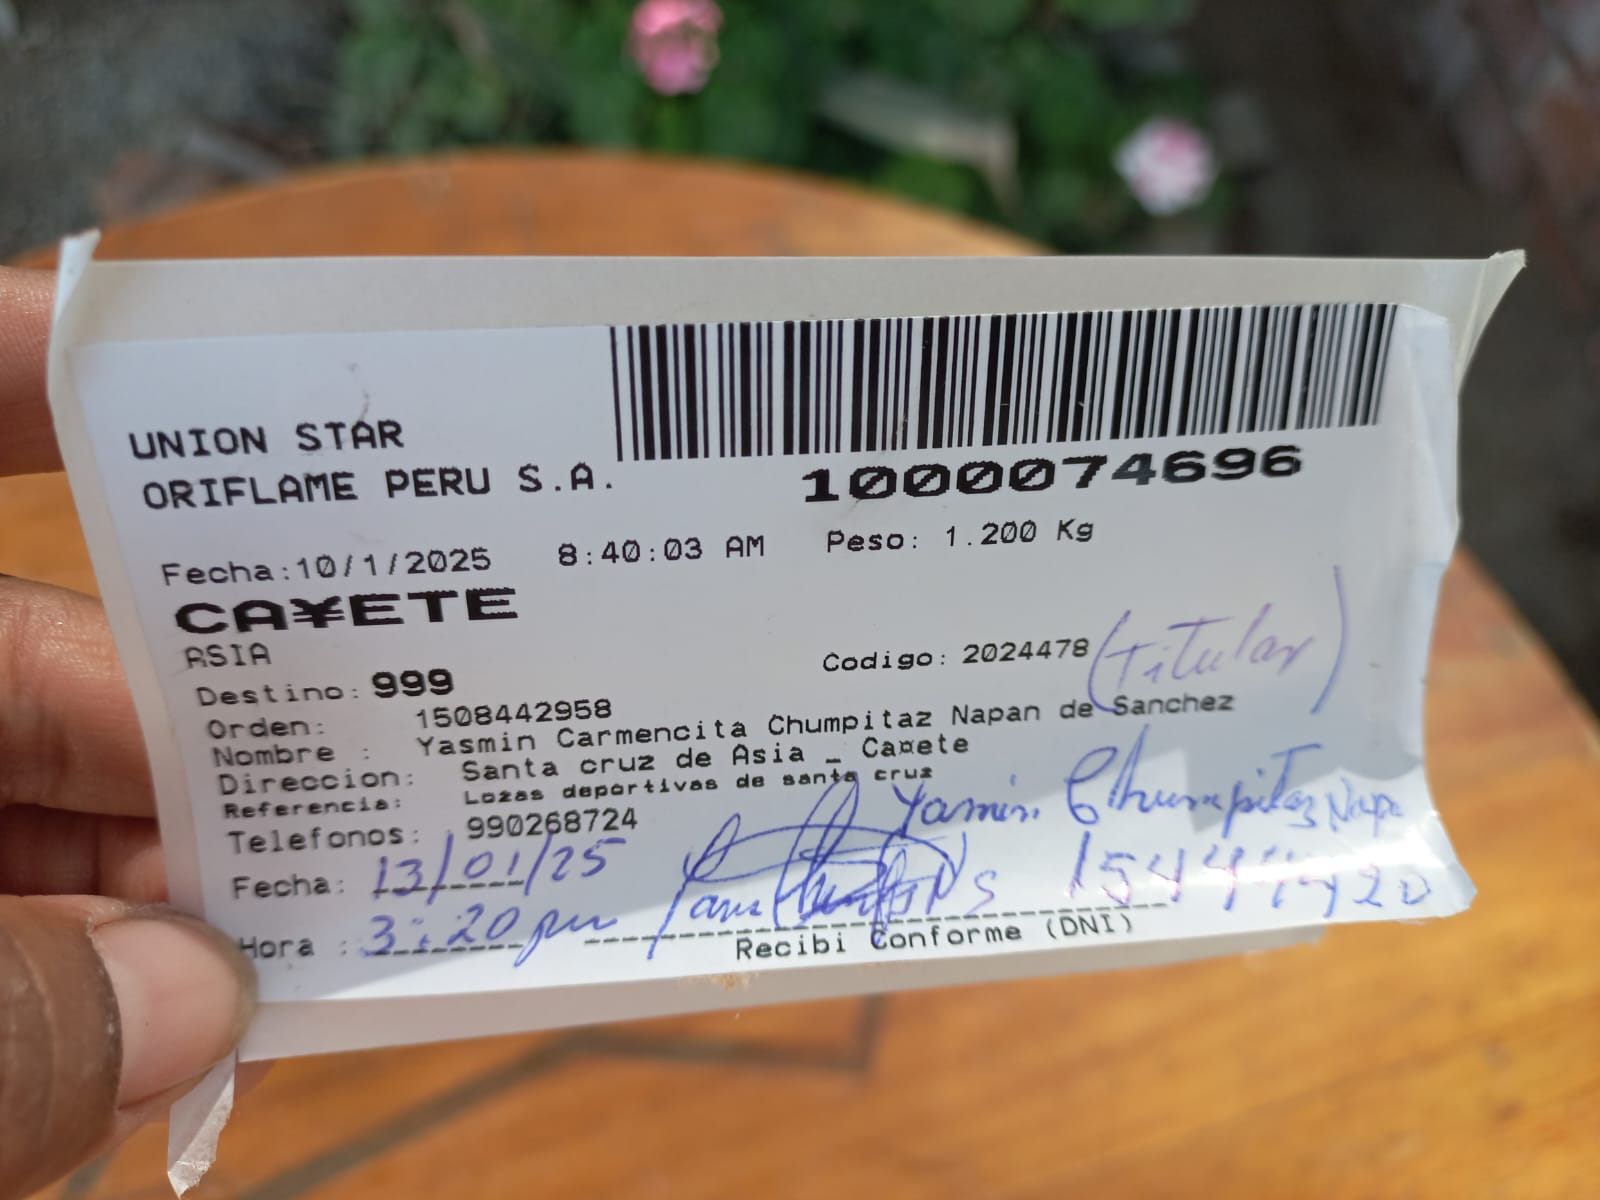 UNION STAR
ORIFLAME PERU S.A.
1000074696
Fecha:10/1/2025 8:40:03 AM Peso: 1.200 Kg
CA¥ETE
ASIA
Codigo: 2024478 (Titular)
Destino: 999
Orden: 1508442958
Nombre : Yasmin Carmencita Chumpitaz Napan de Sanchez
Direccion: Santa cruz de Asia _ Ca¤ete
Referencia: Lozas deportivas de santa cruz
Telefonos: 990268724
Yamin Chumpitaz Napa
Fecha: 13/01/25
Hora : 3:20 pm
Recibi Conforme (DNI)